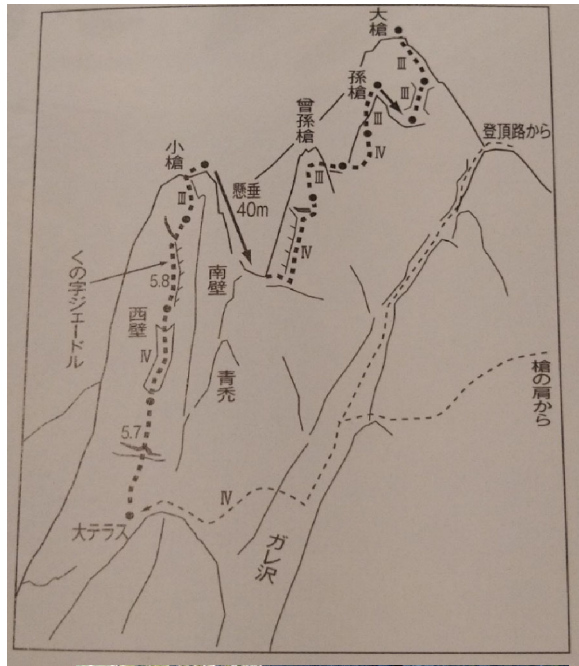 大槍
III
III
孫槍
III
IV
曾孫槍
III
IV
登頂路から
小槍
III
懸垂
40m
くの字ジェードル
5.8
南壁
西壁
IV
青禿
槍の肩から
5.7
IV
大テラス
ガレ沢